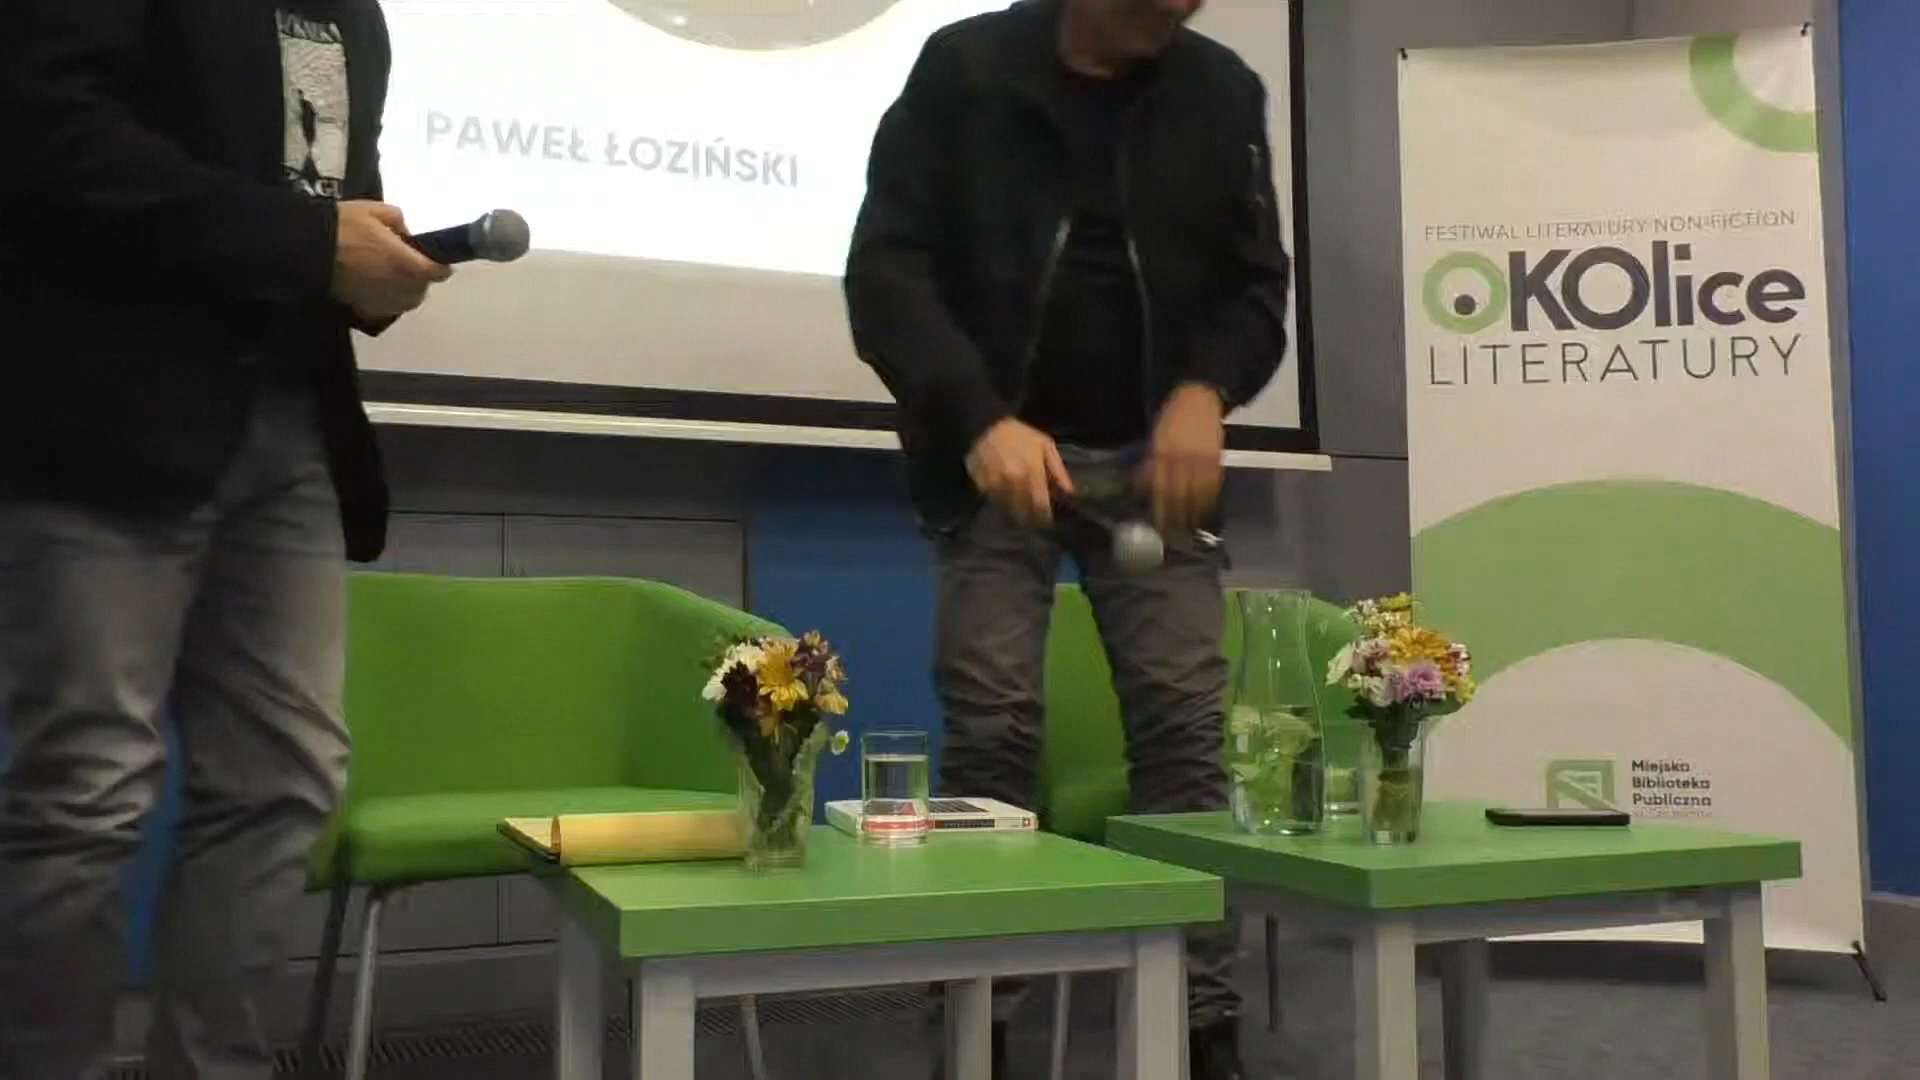 PAWEŁ ŁOZIŃSKI
FESTIWAL LITERATURY NON-FICTION
OKOlice
LITERATURY
Miejska
Biblioteka
Publiczna